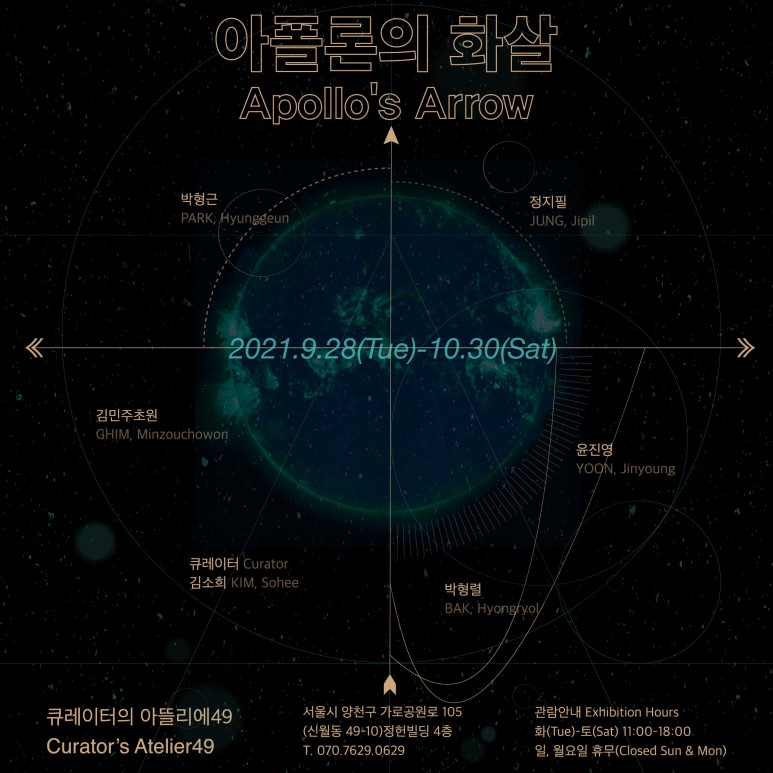 아폴론의 화살
Apollo's Arrow
박형근
PARK, Hyunggeun
정지필
JUNG, Jipil
2021.9.28(Tue)-10.30(Sat)
김민주초원
GHIM, Minzouchowon
윤진영
YOON, Jinyoung
큐레이터 Curator
김소희 KIM, Sohee
박형렬
BAK, Hyongryol
큐레이터의 아뜰리에49
Curator's Atelier49
서울시 양천구 가로공원로 105
(신월동 49-10)정헌빌딩 4층
T. 070.7629.0629
관람안내 Exhibition Hours
화(Tue)-토(Sat) 11:00-18:00
일, 월요일 휴무(Closed Sun & Mon)